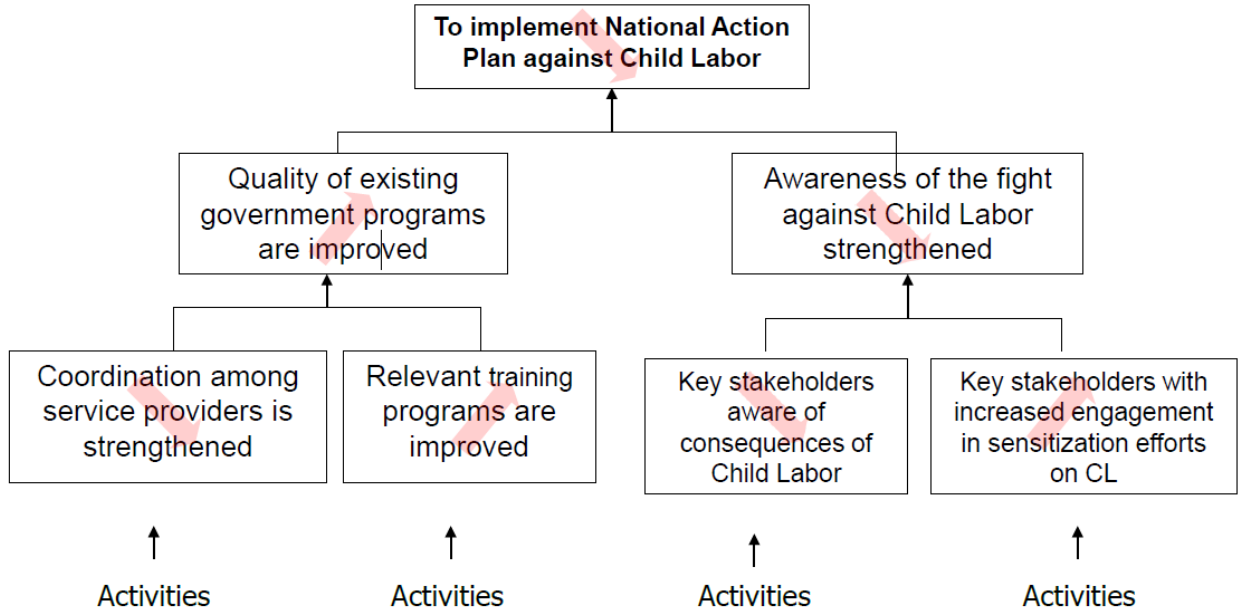 To implement National Action
Plan against Child Labor
Quality of existing
government programs
are improved
Awareness of the fight
against Child Labor
strengthened
Coordination among
service providers is
strengthened
Relevant training
programs are
improved
Key stakeholders
aware of
consequences of
Child Labor
Key stakeholders with
increased engagement
in sensitization efforts
on CL
Activities
Activities
Activities
Activities